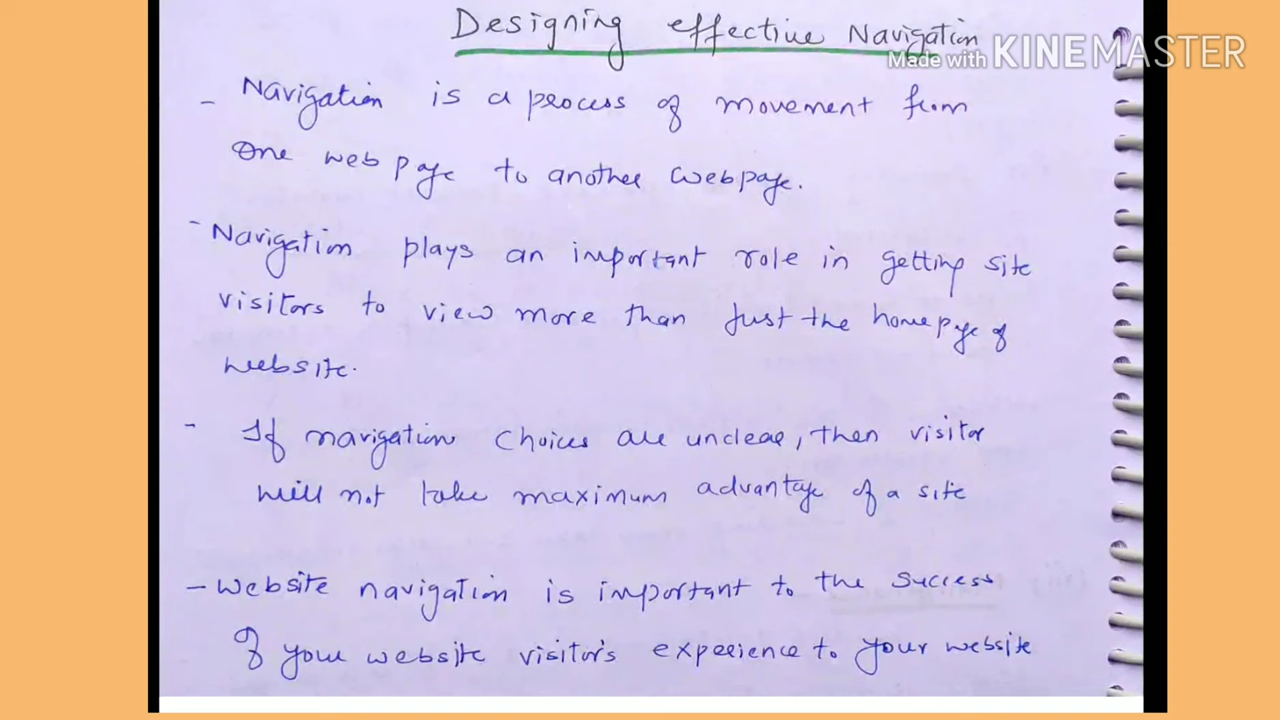 Designing effective Navigation
Made with KINEMASTER
- Navigation is a process of movement from
One web page to another webpage.
- Navigation plays an important role in getting site
visitors to view more than just the homepage of
website.
- If navigation choices are unclear, then visitor
will not take maximum advantage of a site
- Website navigation is important to the success
of your website visitor's experience to your website